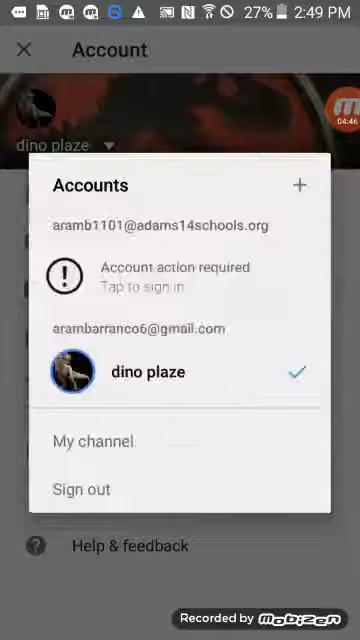 27% 2:49 PM
Account
dino plaze
04:46
Accounts
aramb1101@adams14schools.org
Account action required
Tap to sign in
arambarranco6@gmail.com
dino plaze
My channel
Sign out
Help & feedback
Recorded by mobizen